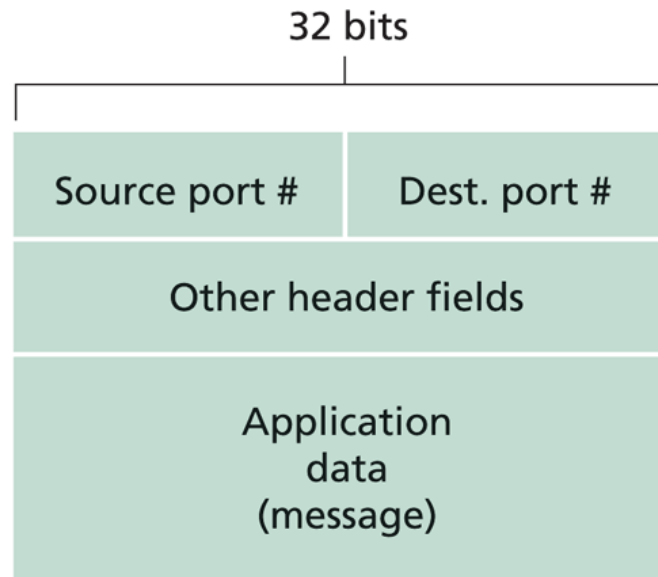 32 bits
Source port #
Dest. port #
Other header fields
Application
data
(message)